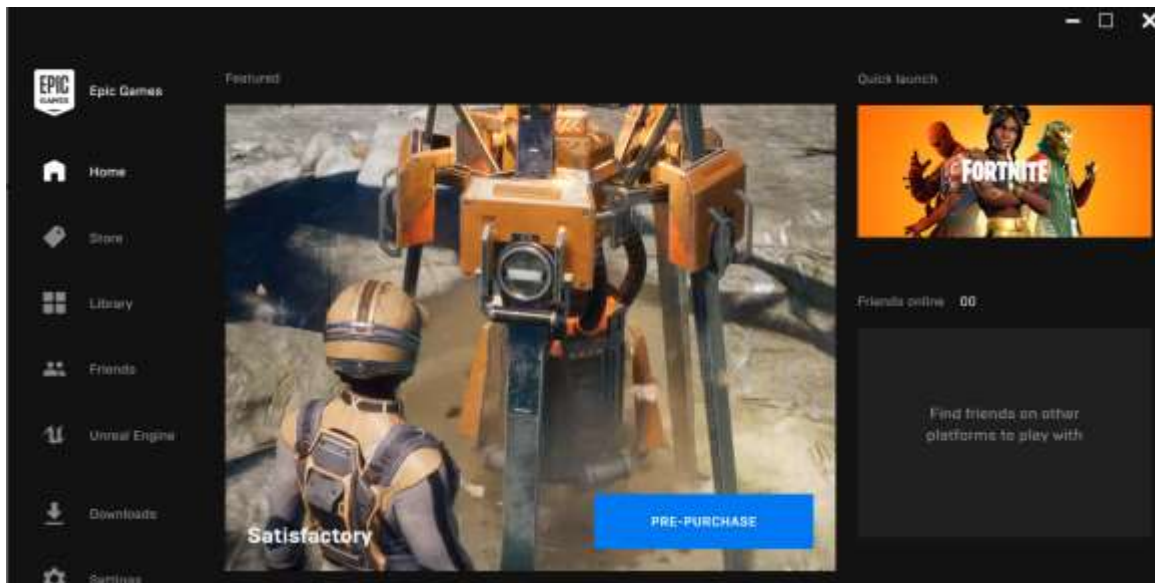 EPIC
GAMES
Epic Games
Home
Store
Library
Friends
Unreal Engine
Downloads
Settings
Featured
Satisfactory
PRE-PURCHASE
Quick launch
FORTNITE
Friends online 00
Find friends on other
platforms to play with